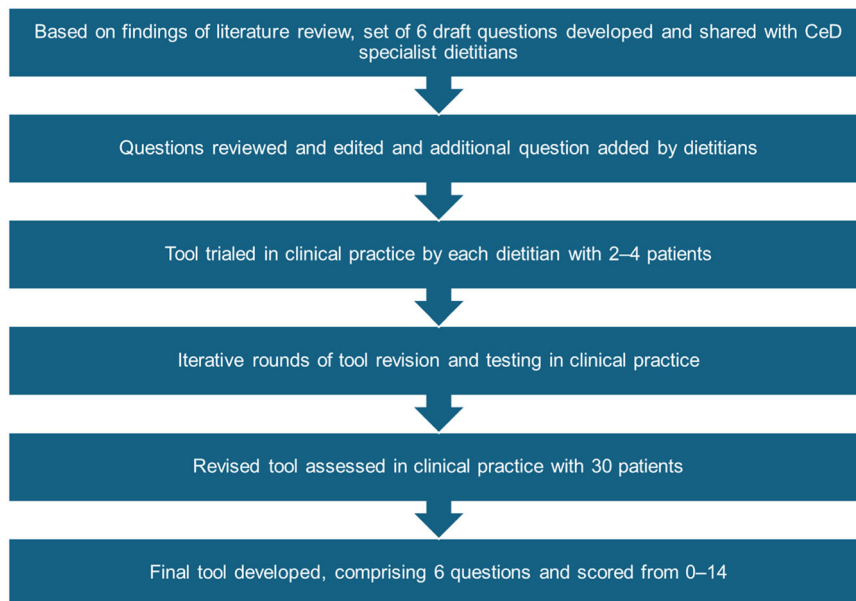 Based on findings of literature review, set of 6 draft questions developed and shared with CeD
specialist dietitians
Questions reviewed and edited and additional question added by dietitians
Tool trialed in clinical practice by each dietitian with 2–4 patients
Iterative rounds of tool revision and testing in clinical practice
Revised tool assessed in clinical practice with 30 patients
Final tool developed, comprising 6 questions and scored from 0–14